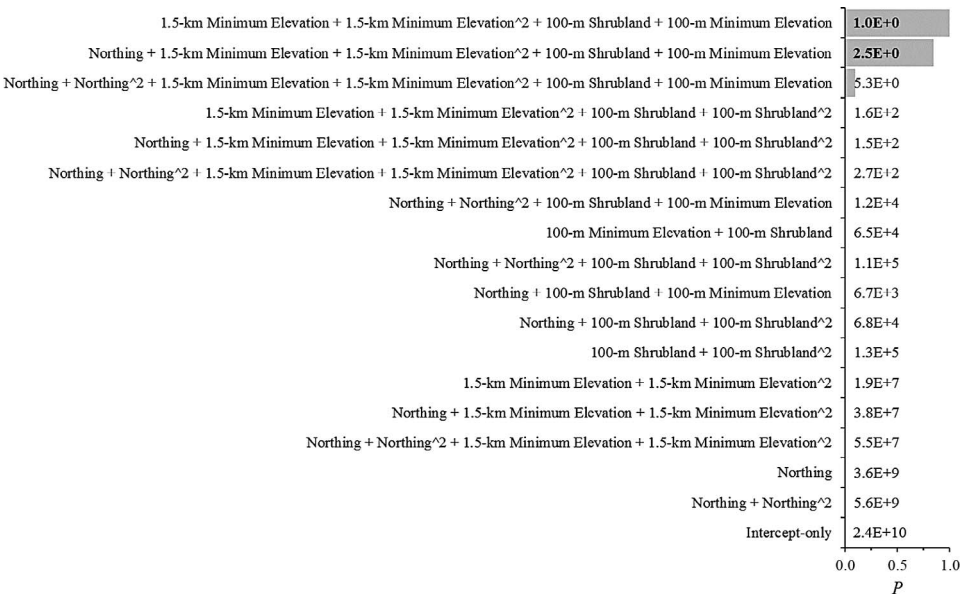 1.5-km Minimum Elevation + 1.5-km Minimum Elevation^2 + 100-m Shrubland + 100-m Minimum Elevation 1.0E+0
Northing + 1.5-km Minimum Elevation + 1.5-km Minimum Elevation^2 + 100-m Shrubland + 100-m Minimum Elevation 2.5E+0
Northing + Northing^2 + 1.5-km Minimum Elevation + 1.5-km Minimum Elevation^2 + 100-m Shrubland + 100-m Minimum Elevation 5.3E+0
1.5-km Minimum Elevation + 1.5-km Minimum Elevation^2 + 100-m Shrubland + 100-m Shrubland^2 1.6E+2
Northing + 1.5-km Minimum Elevation + 1.5-km Minimum Elevation^2 + 100-m Shrubland + 100-m Shrubland^2 1.5E+2
Northing + Northing^2 + 1.5-km Minimum Elevation + 1.5-km Minimum Elevation^2 + 100-m Shrubland + 100-m Shrubland^2 2.7E+2
Northing + Northing^2 + 100-m Shrubland + 100-m Minimum Elevation 1.2E+4
100-m Minimum Elevation + 100-m Shrubland 6.5E+4
Northing + Northing^2 + 100-m Shrubland + 100-m Shrubland^2 1.1E+5
Northing + 100-m Shrubland + 100-m Minimum Elevation 6.7E+3
Northing + 100-m Shrubland + 100-m Shrubland^2 6.8E+4
100-m Shrubland + 100-m Shrubland^2 1.3E+5
1.5-km Minimum Elevation + 1.5-km Minimum Elevation^2 1.9E+7
Northing + 1.5-km Minimum Elevation + 1.5-km Minimum Elevation^2 3.8E+7
Northing + Northing^2 + 1.5-km Minimum Elevation + 1.5-km Minimum Elevation^2 5.5E+7
Northing 3.6E+9
Northing + Northing^2 5.6E+9
Intercept-only 2.4E+10
0.0 0.5 1.0
P